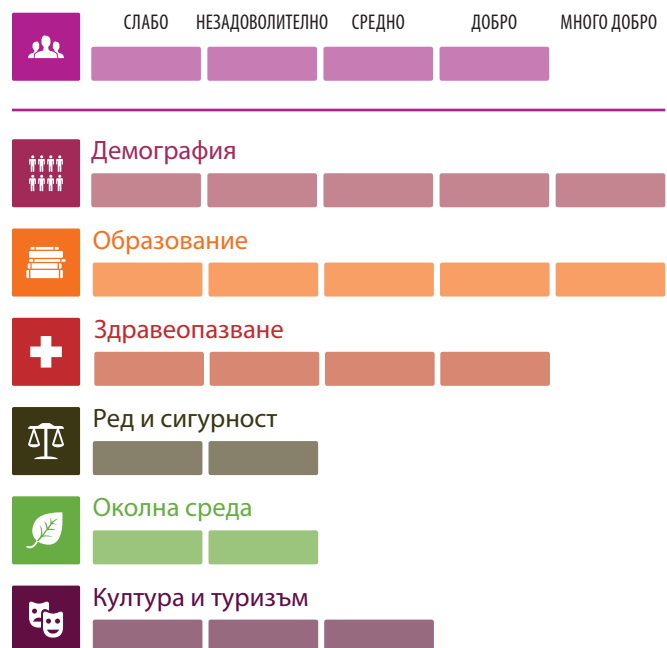 СЛАБО НЕЗАДОВОЛИТЕЛНО СРЕДНО ДОБРО МНОГО ДОБРО
Демография
Образование
Здравеопазване
Ред и сигурност
Околна среда
Култура и туризъм